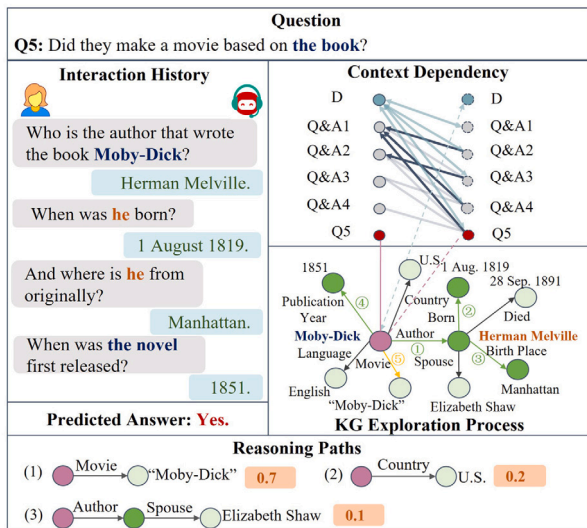 Question
Q5: Did they make a movie based on the book?
Interaction History
Who is the author that wrote
the book Moby-Dick?
Herman Melville.
When was he born?
1 August 1819.
And where is he from
originally?
Manhattan.
When was the novel
first released?
1851.
Predicted Answer: Yes.
Context Dependency
D
D
Q&A1
Q&A1
Q&A2
Q&A2
Q&A3
Q&A3
Q&A4
Q&A4
Q5
Q5
U.S.
1851
1 Aug. 1819
28 Sep. 1891
Publication
Year
④
Country
Born
②
Died
Moby-Dick
Author
Herman Melville
Language
①
Movie
⑤
Spouse
③
Birth Place
English
"Moby-Dick"
Elizabeth Shaw
Manhattan
KG Exploration Process
Reasoning Paths
(1) Movie "Moby-Dick" 0.7
(2) Country U.S. 0.2
(3) Author Spouse Elizabeth Shaw 0.1